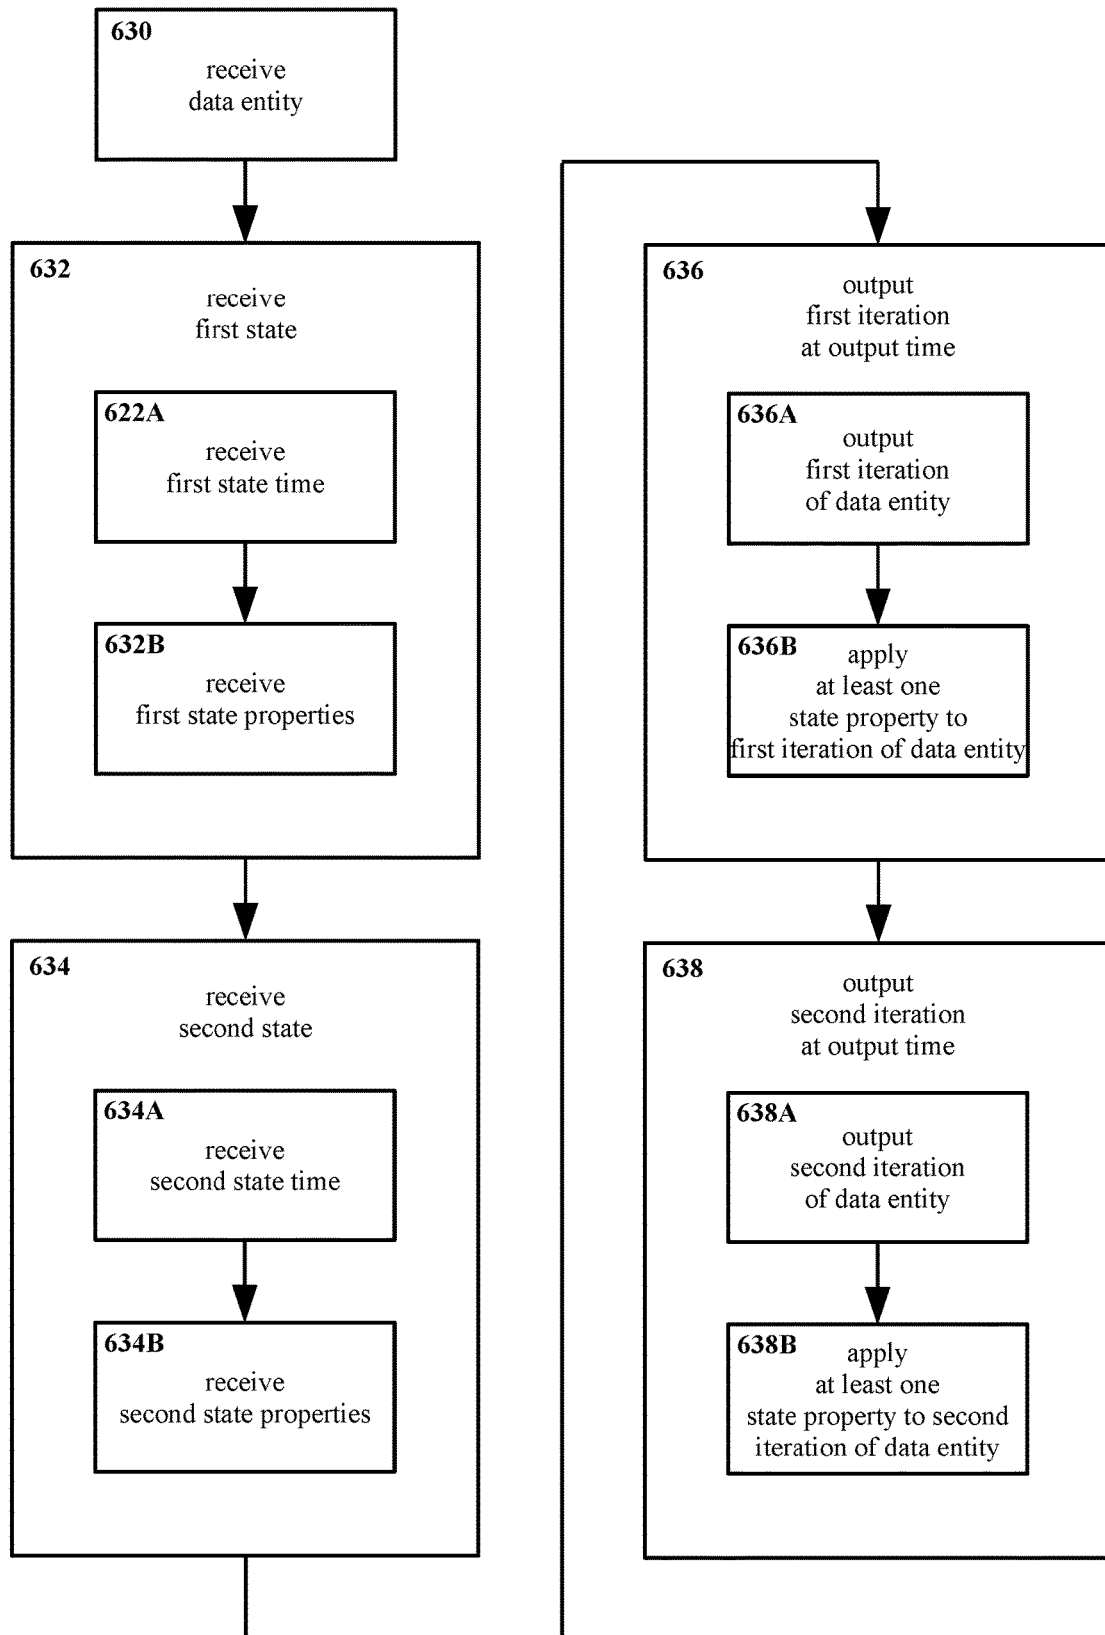 630
receive
data entity
632
receive
first state
622A
receive
first state time
632B
receive
first state properties
634
receive
second state
634A
receive
second state time
634B
receive
second state properties
636
output
first iteration
at output time
636A
output
first iteration
of data entity
636B
apply
at least one
state property to
first iteration of data entity
638
output
second iteration
at output time
638A
output
second iteration
of data entity
638B
apply
at least one
state property to second
iteration of data entity